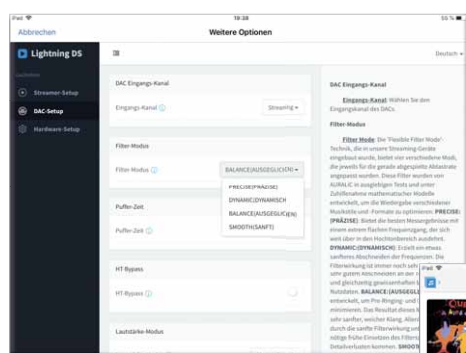 iPad
18:38
55 %
Abbrechen
Weitere Optionen
Lightning DS
Deutsch
Streamer-Setup
DAC-Setup
Hardware-Setup
DAC Eingangs-Kanal
Eingangs-Kanal
Streaming
Filter-Modus
Filter-Modus
BALANCE(AUSGEGLICHEN)
PRECISE(PRÄZISE)
DYNAMIC(DYNAMISCH)
BALANCE(AUSGEGLICHEN)
SMOOTH(SANFT)
Puffer-Zeit
Puffer-Zeit
HT-Bypass
HT-Bypass
Lautstärke-Modus
DAC Eingangs-Kanal
Eingangs-Kanal: Wählen Sie den
Eingangskanal des DACs.
Filter-Modus
Filter Mode: Die 'Flexible Filter Mode'-
Technik, die in unsere Streaming-Geräte
eingebaut wurde, bietet vier verschiedene Modi,
die jeweils für die gerade abgespielte Abtastrate
angepasst wurden. Diese Filter wurden von
AURALiC in ausgiebigen Tests und unter
Zuhilfenahme mathematischer Modelle
entwickelt, um die Wiedergabe verschiedener
Musikstile und -Formate zu optimieren: PRECISE:
(PRÄZISE). Bietet die besten Messergebnisse mit
einem extrem flachen Frequenzgang, der sich
weit über in den Hochtonbereich ausdehnt.
DYNAMIC:(DYNAMISCH): Erzielt ein etwas
sanfteres Abschneiden der Frequenzen. Die
Filterwirkung ist immer noch sehr
sehr gutem Abschneiden an der
und gleichzeitig gewissenhaften
Nutzdaten. BALANCE:(AUSGEGL
entwickelt, um Pre-Ringing- und
minimieren. Das Resultat dieses
sehr sanfter, weicher Klang. Allerd
durch die sanfte Filterwirkung und
nötige frühe Einsetzen des Filters
Detailverlusten kommen. SMOOTH
iPad